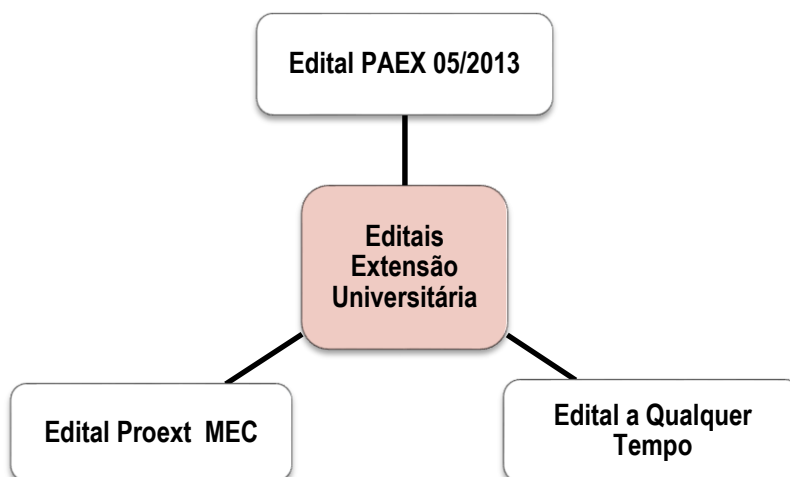 Edital PAEX 05/2013
Editais
Extensão
Universitária
Edital Proext MEC
Edital a Qualquer
Tempo